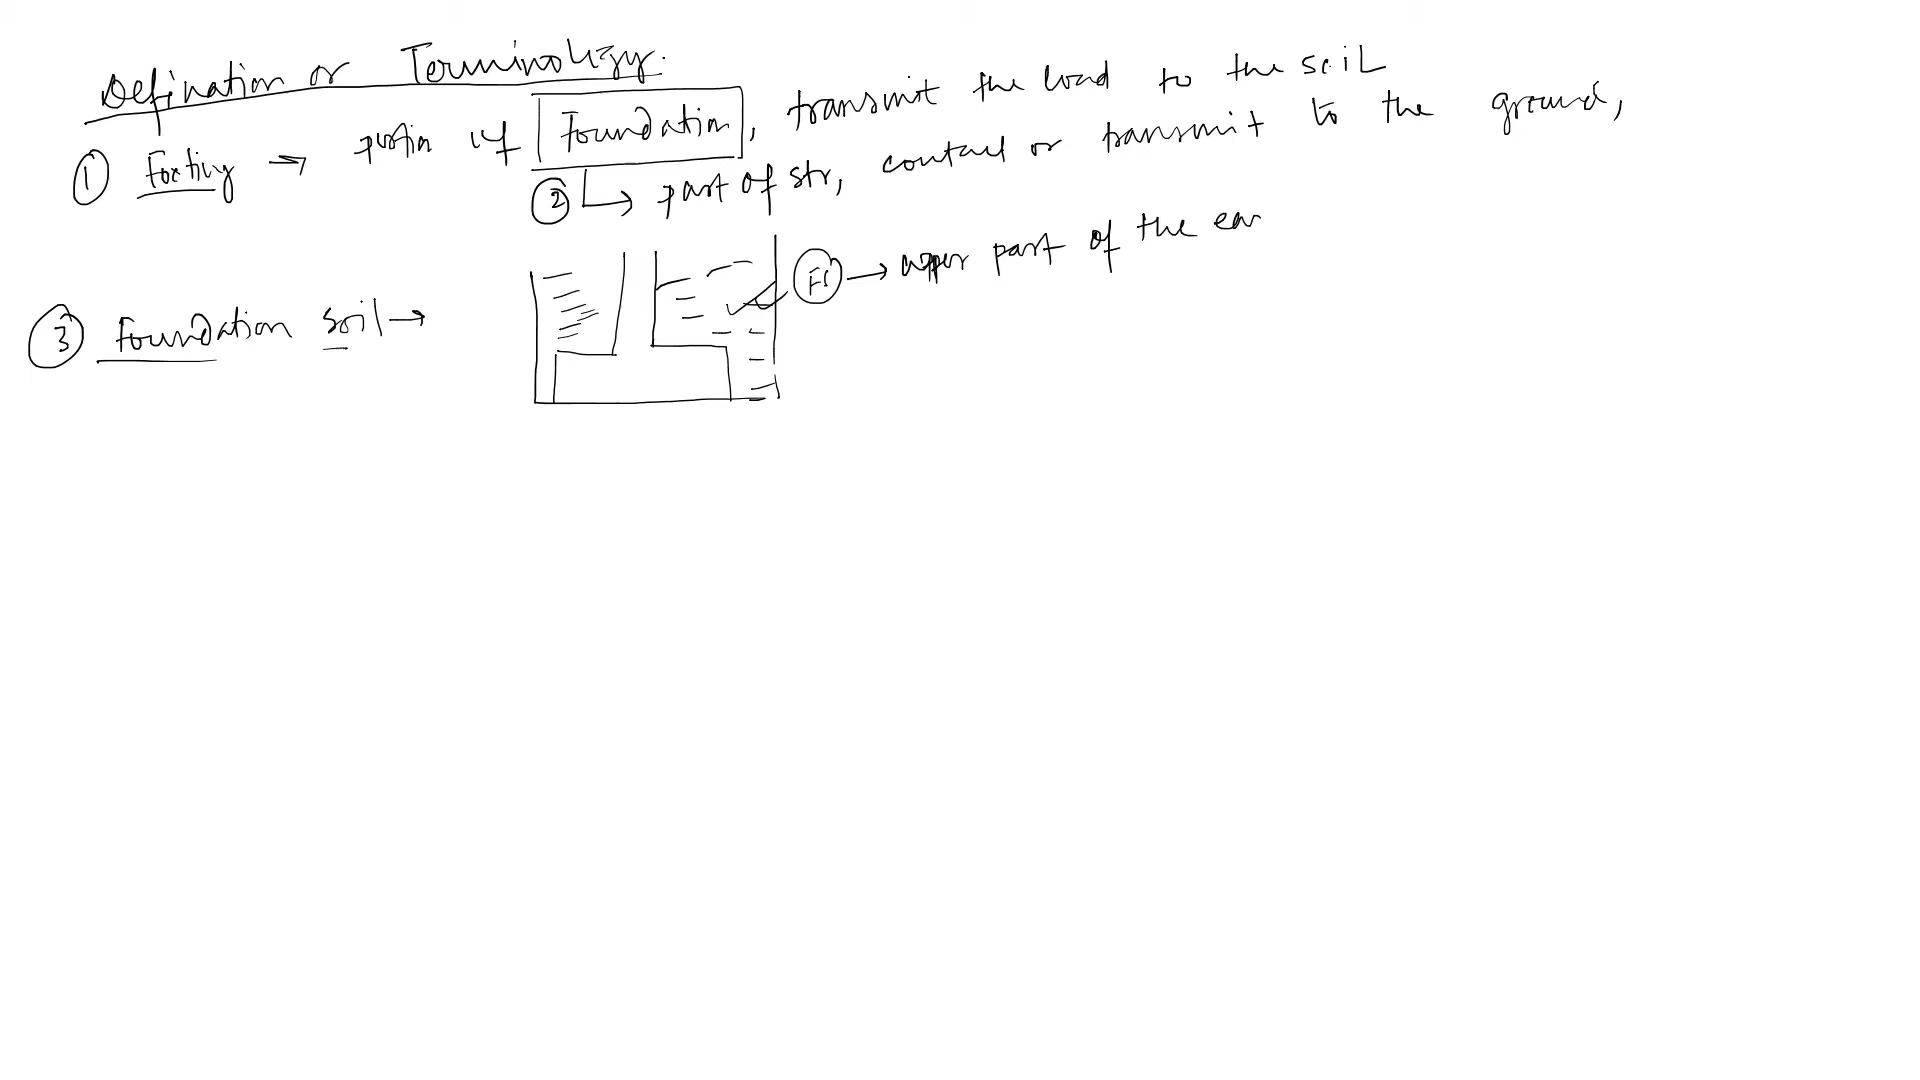 Defination or Terminology.
① Footing → portion of Foundation, transmit the load to the soil
② ↳ part of str, contact or transmit to the ground,
③ Foundation soil →
FS → upper part of the ear